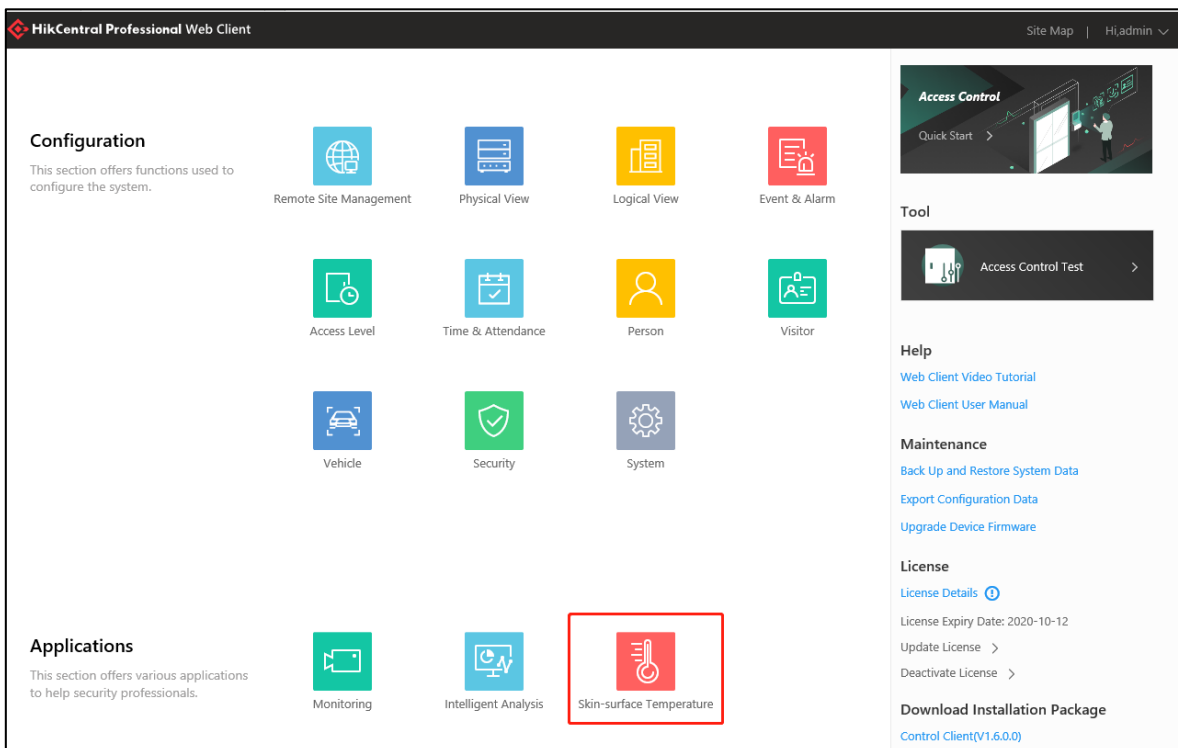 HikCentral Professional Web Client
Site Map | Hi,admin
Configuration
This section offers functions used to
configure the system.
Remote Site Management
Physical View
Logical View
Event & Alarm
Access Level
Time & Attendance
Person
Visitor
Vehicle
Security
System
Applications
This section offers various applications
to help security professionals.
Monitoring
Intelligent Analysis
Skin-surface Temperature
Access Control
Quick Start >
Tool
Access Control Test >
Help
Web Client Video Tutorial
Web Client User Manual
Maintenance
Back Up and Restore System Data
Export Configuration Data
Upgrade Device Firmware
License
License Details
License Expiry Date: 2020-10-12
Update License >
Deactivate License >
Download Installation Package
Control Client(V1.6.0.0)